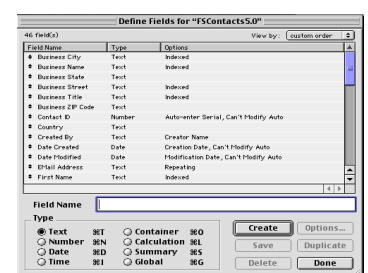 Define Fields for “FSContacts5.0”
46 field(s) View by: custom order
Field Name Type Options
Business City Text Indexed
Business Name Text Indexed
Business State Text
Business Street Text Indexed
Business Title Text Indexed
Business ZIP Code Text
Contact ID Number Auto-enter Serial, Can't Modify Auto
Country Text
Created By Text Creator Name
Date Created Date Creation Date, Can't Modify Auto
Date Modified Date Modification Date, Can't Modify Auto
EMail Address Text Repeating
First Name Text Indexed
Field Name
Type
Text ⌘T Container ⌘O
Number ⌘N Calculation ⌘L
Date ⌘D Summary ⌘S
Time ⌘I Global ⌘G
Create Options...
Save Duplicate
Delete Done